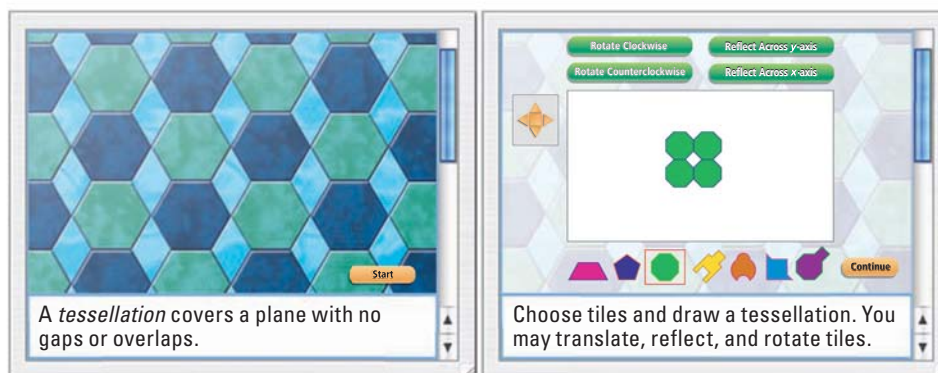 Start
A tessellation covers a plane with no
gaps or overlaps.
Rotate Clockwise
Reflect Across y-axis
Rotate Counterclockwise
Reflect Across x-axis
Continue
Choose tiles and draw a tessellation. You
may translate, reflect, and rotate tiles.